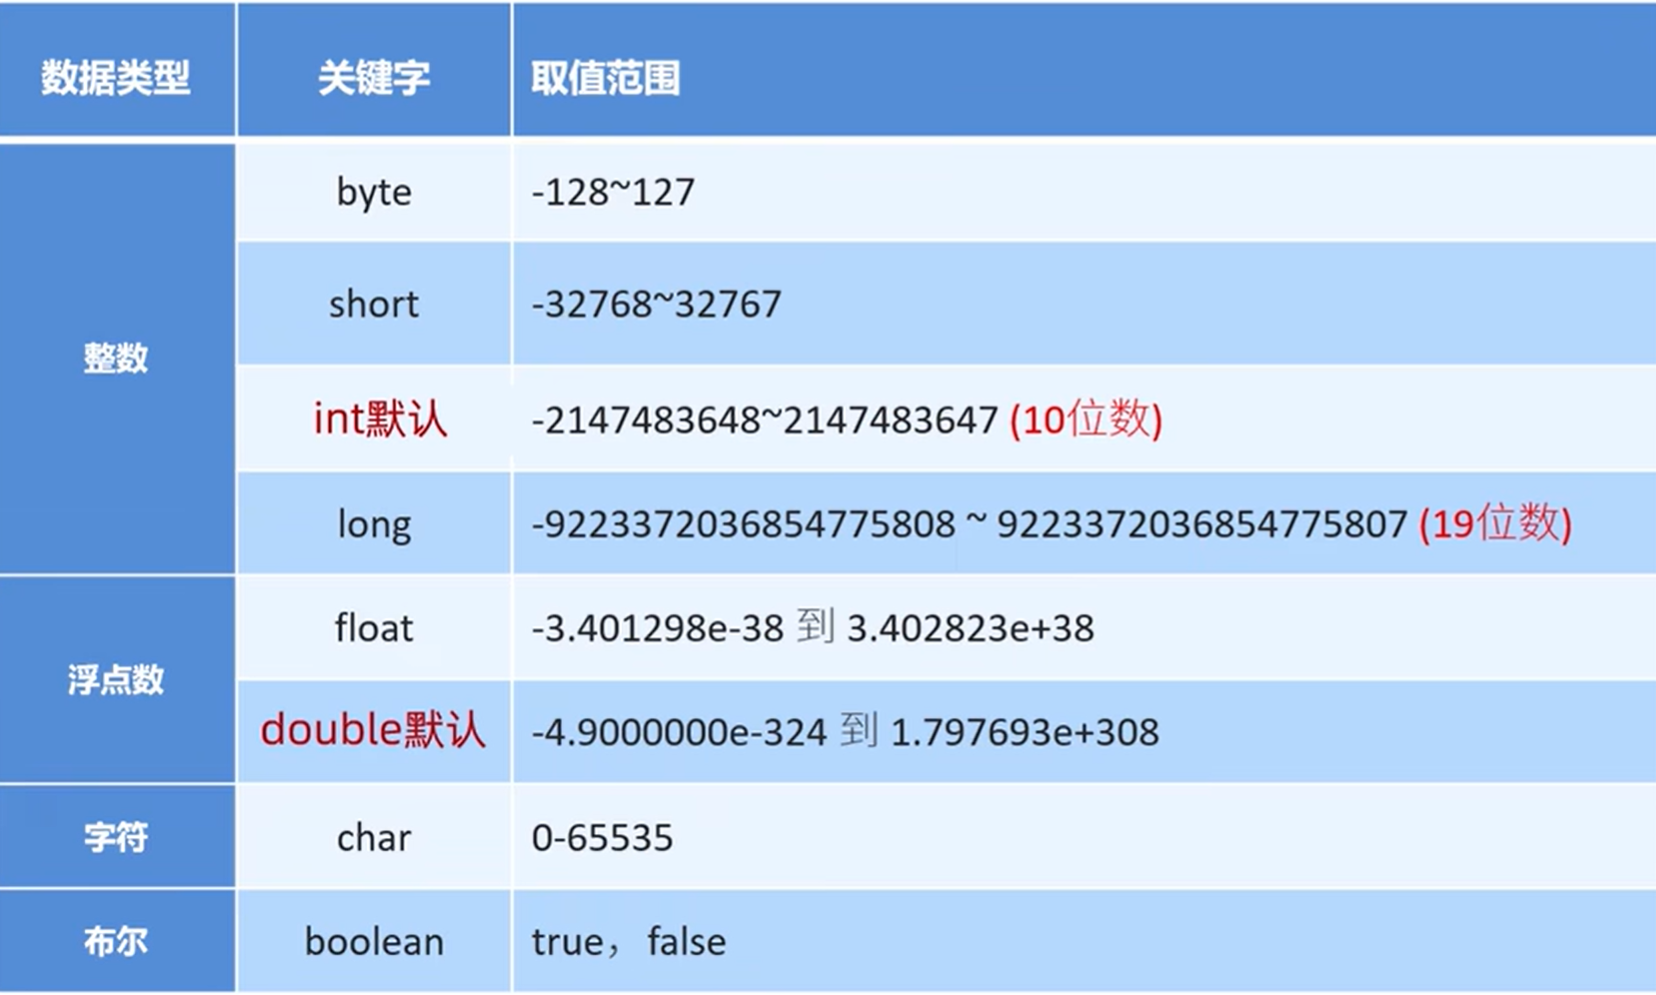 数据类型 关键字 取值范围
整数
byte -128~127
short -32768~32767
int默认 -2147483648~2147483647 (10位数)
long -9223372036854775808 ~ 9223372036854775807 (19位数)
浮点数
float -3.401298e-38 到 3.402823e+38
double默认 -4.9000000e-324 到 1.797693e+308
字符 char 0-65535
布尔 boolean true，false